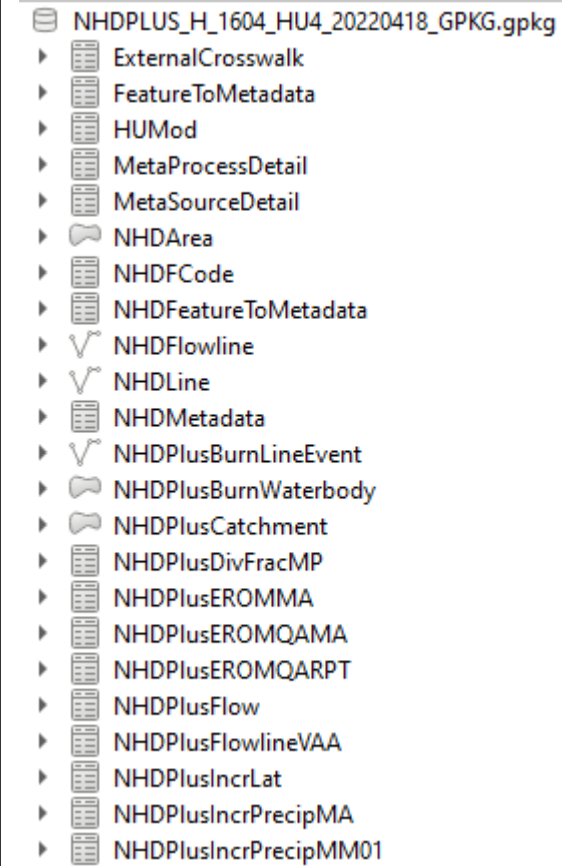 NHDPLUS_H_1604_HU4_20220418_GPKG.gpkg
ExternalCrosswalk
FeatureToMetadata
HUMod
MetaProcessDetail
MetaSourceDetail
NHDArea
NHDFCode
NHDFeatureToMetadata
NHDFlowline
NHDLine
NHDMetadata
NHDPlusBurnLineEvent
NHDPlusBurnWaterbody
NHDPlusCatchment
NHDPlusDivFracMP
NHDPlusEROMMA
NHDPlusEROMQAMA
NHDPlusEROMQARPT
NHDPlusFlow
NHDPlusFlowlineVAA
NHDPlusIncrLat
NHDPlusIncrPrecipMA
NHDPlusIncrPrecipMM01